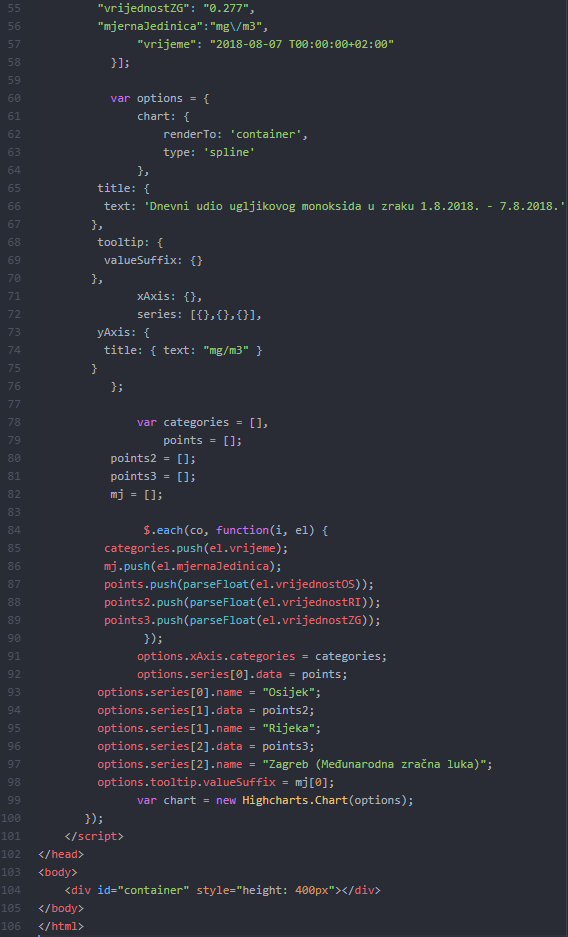 55 "vrijednostZG": "0.277",
56 "mjernaJedinica":"mg\/m3",
57 "vrijeme": "2018-08-07 T00:00:00+02:00"
58 }];
59
60 var options = {
61 chart: {
62 renderTo: 'container',
63 type: 'spline'
64 },
65 title: {
66 text: 'Dnevni udio ugljikovog monoksida u zraku 1.8.2018. - 7.8.2018.'
67 },
68 tooltip: {
69 valueSuffix: {}
70 },
71 xAxis: {},
72 series: [{},{},{}],
73 yAxis: {
74 title: { text: "mg/m3" }
75 }
76 };
77
78 var categories = [],
79 points = [];
80 points2 = [];
81 points3 = [];
82 mj = [];
83
84 $.each(co, function(i, el) {
85 categories.push(el.vrijeme);
86 mj.push(el.mjernaJedinica);
87 points.push(parseFloat(el.vrijednostOS));
88 points2.push(parseFloat(el.vrijednostRI));
89 points3.push(parseFloat(el.vrijednostZG));
90 });
91 options.xAxis.categories = categories;
92 options.series[0].data = points;
93 options.series[0].name = "Osijek";
94 options.series[1].data = points2;
95 options.series[1].name = "Rijeka";
96 options.series[2].data = points3;
97 options.series[2].name = "Zagreb (Međunarodna zračna luka)";
98 options.tooltip.valueSuffix = mj[0];
99 var chart = new Highcharts.Chart(options);
100 });
101 </script>
102 </head>
103 <body>
104 <div id="container" style="height: 400px"></div>
105 </body>
106 </html>